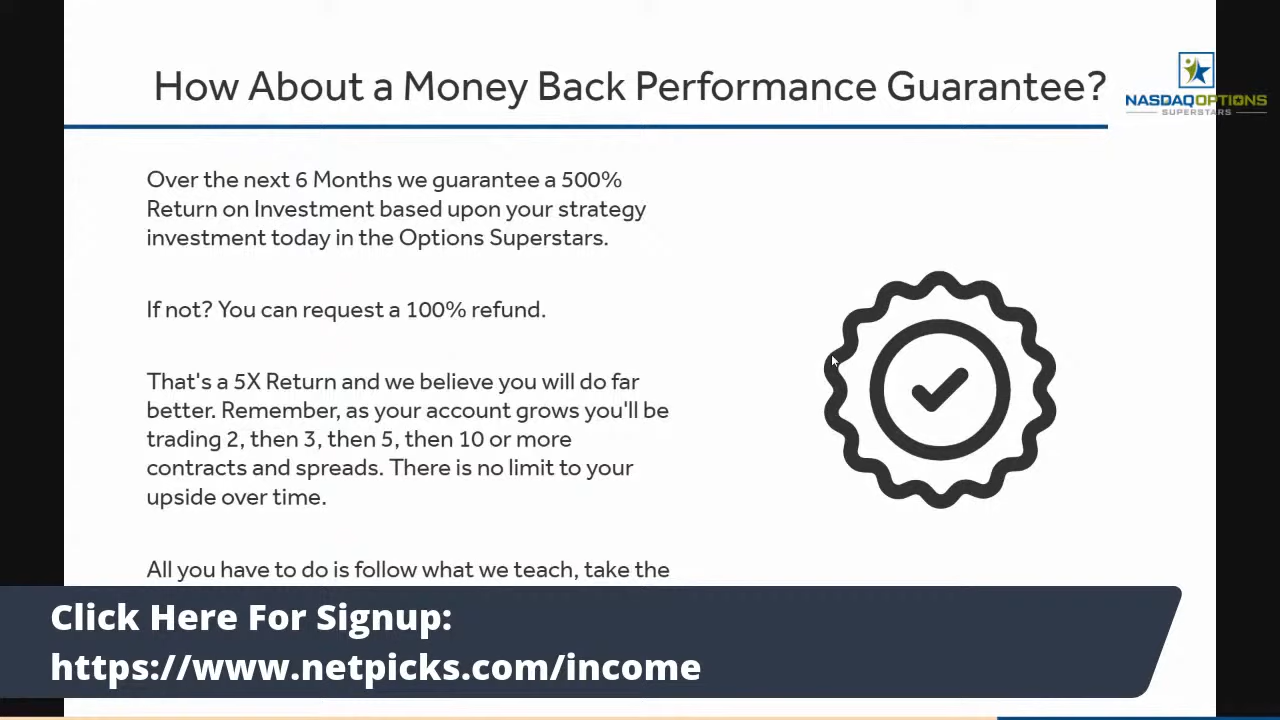 How About a Money Back Performance Guarantee?
NASDAQOPTIONS
SUPERSTARS
Over the next 6 Months we guarantee a 500%
Return on Investment based upon your strategy
investment today in the Options Superstars.
If not? You can request a 100% refund.
That's a 5X Return and we believe you will do far
better. Remember, as your account grows you'll be
trading 2, then 3, then 5, then 10 or more
contracts and spreads. There is no limit to your
upside over time.
All you have to do is follow what we teach, take the
Click Here For Signup:
https://www.netpicks.com/income